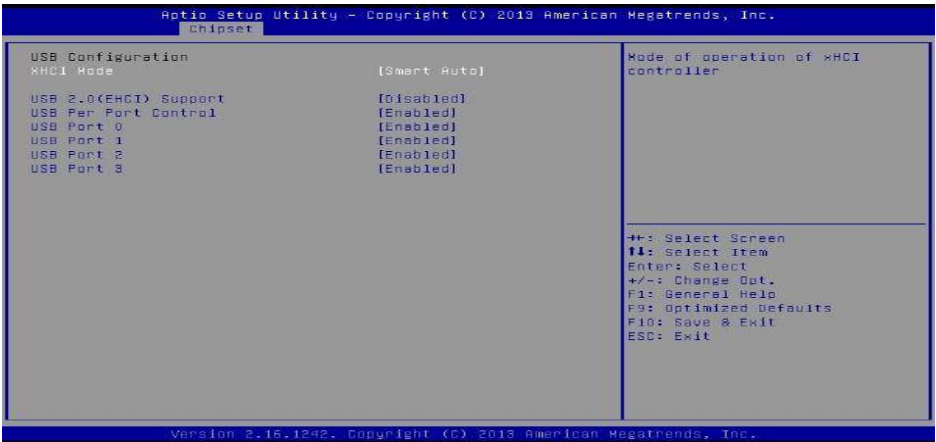 Aptio Setup Utility - Copyright (C) 2013 American Megatrends, Inc.
Chipset
USB Configuration
XHCI Mode [Smart Auto]
USB 2.0(EHCI) Support [Disabled]
USB Per Port Control [Enabled]
USB Port 0 [Enabled]
USB Port 1 [Enabled]
USB Port 2 [Enabled]
USB Port 3 [Enabled]
Mode of operation of xHCI
controller
→←: Select Screen
↑↓: Select Item
Enter: Select
+/-: Change Opt.
F1: General Help
F9: Optimized Defaults
F10: Save & Exit
ESC: Exit
Version 2.16.1242. Copyright (C) 2013 American Megatrends, Inc.